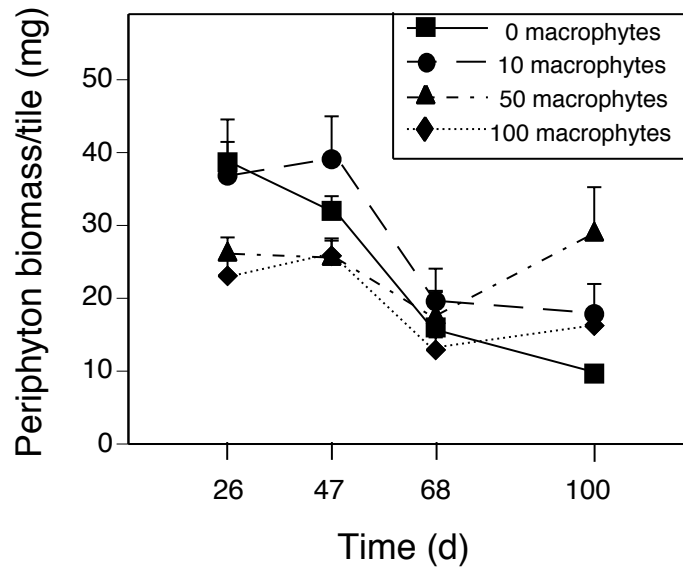 Periphyton biomass/tile (mg)
50
40
30
20
10
0
0 macrophytes
10 macrophytes
50 macrophytes
100 macrophytes
26 47 68 100
Time (d)